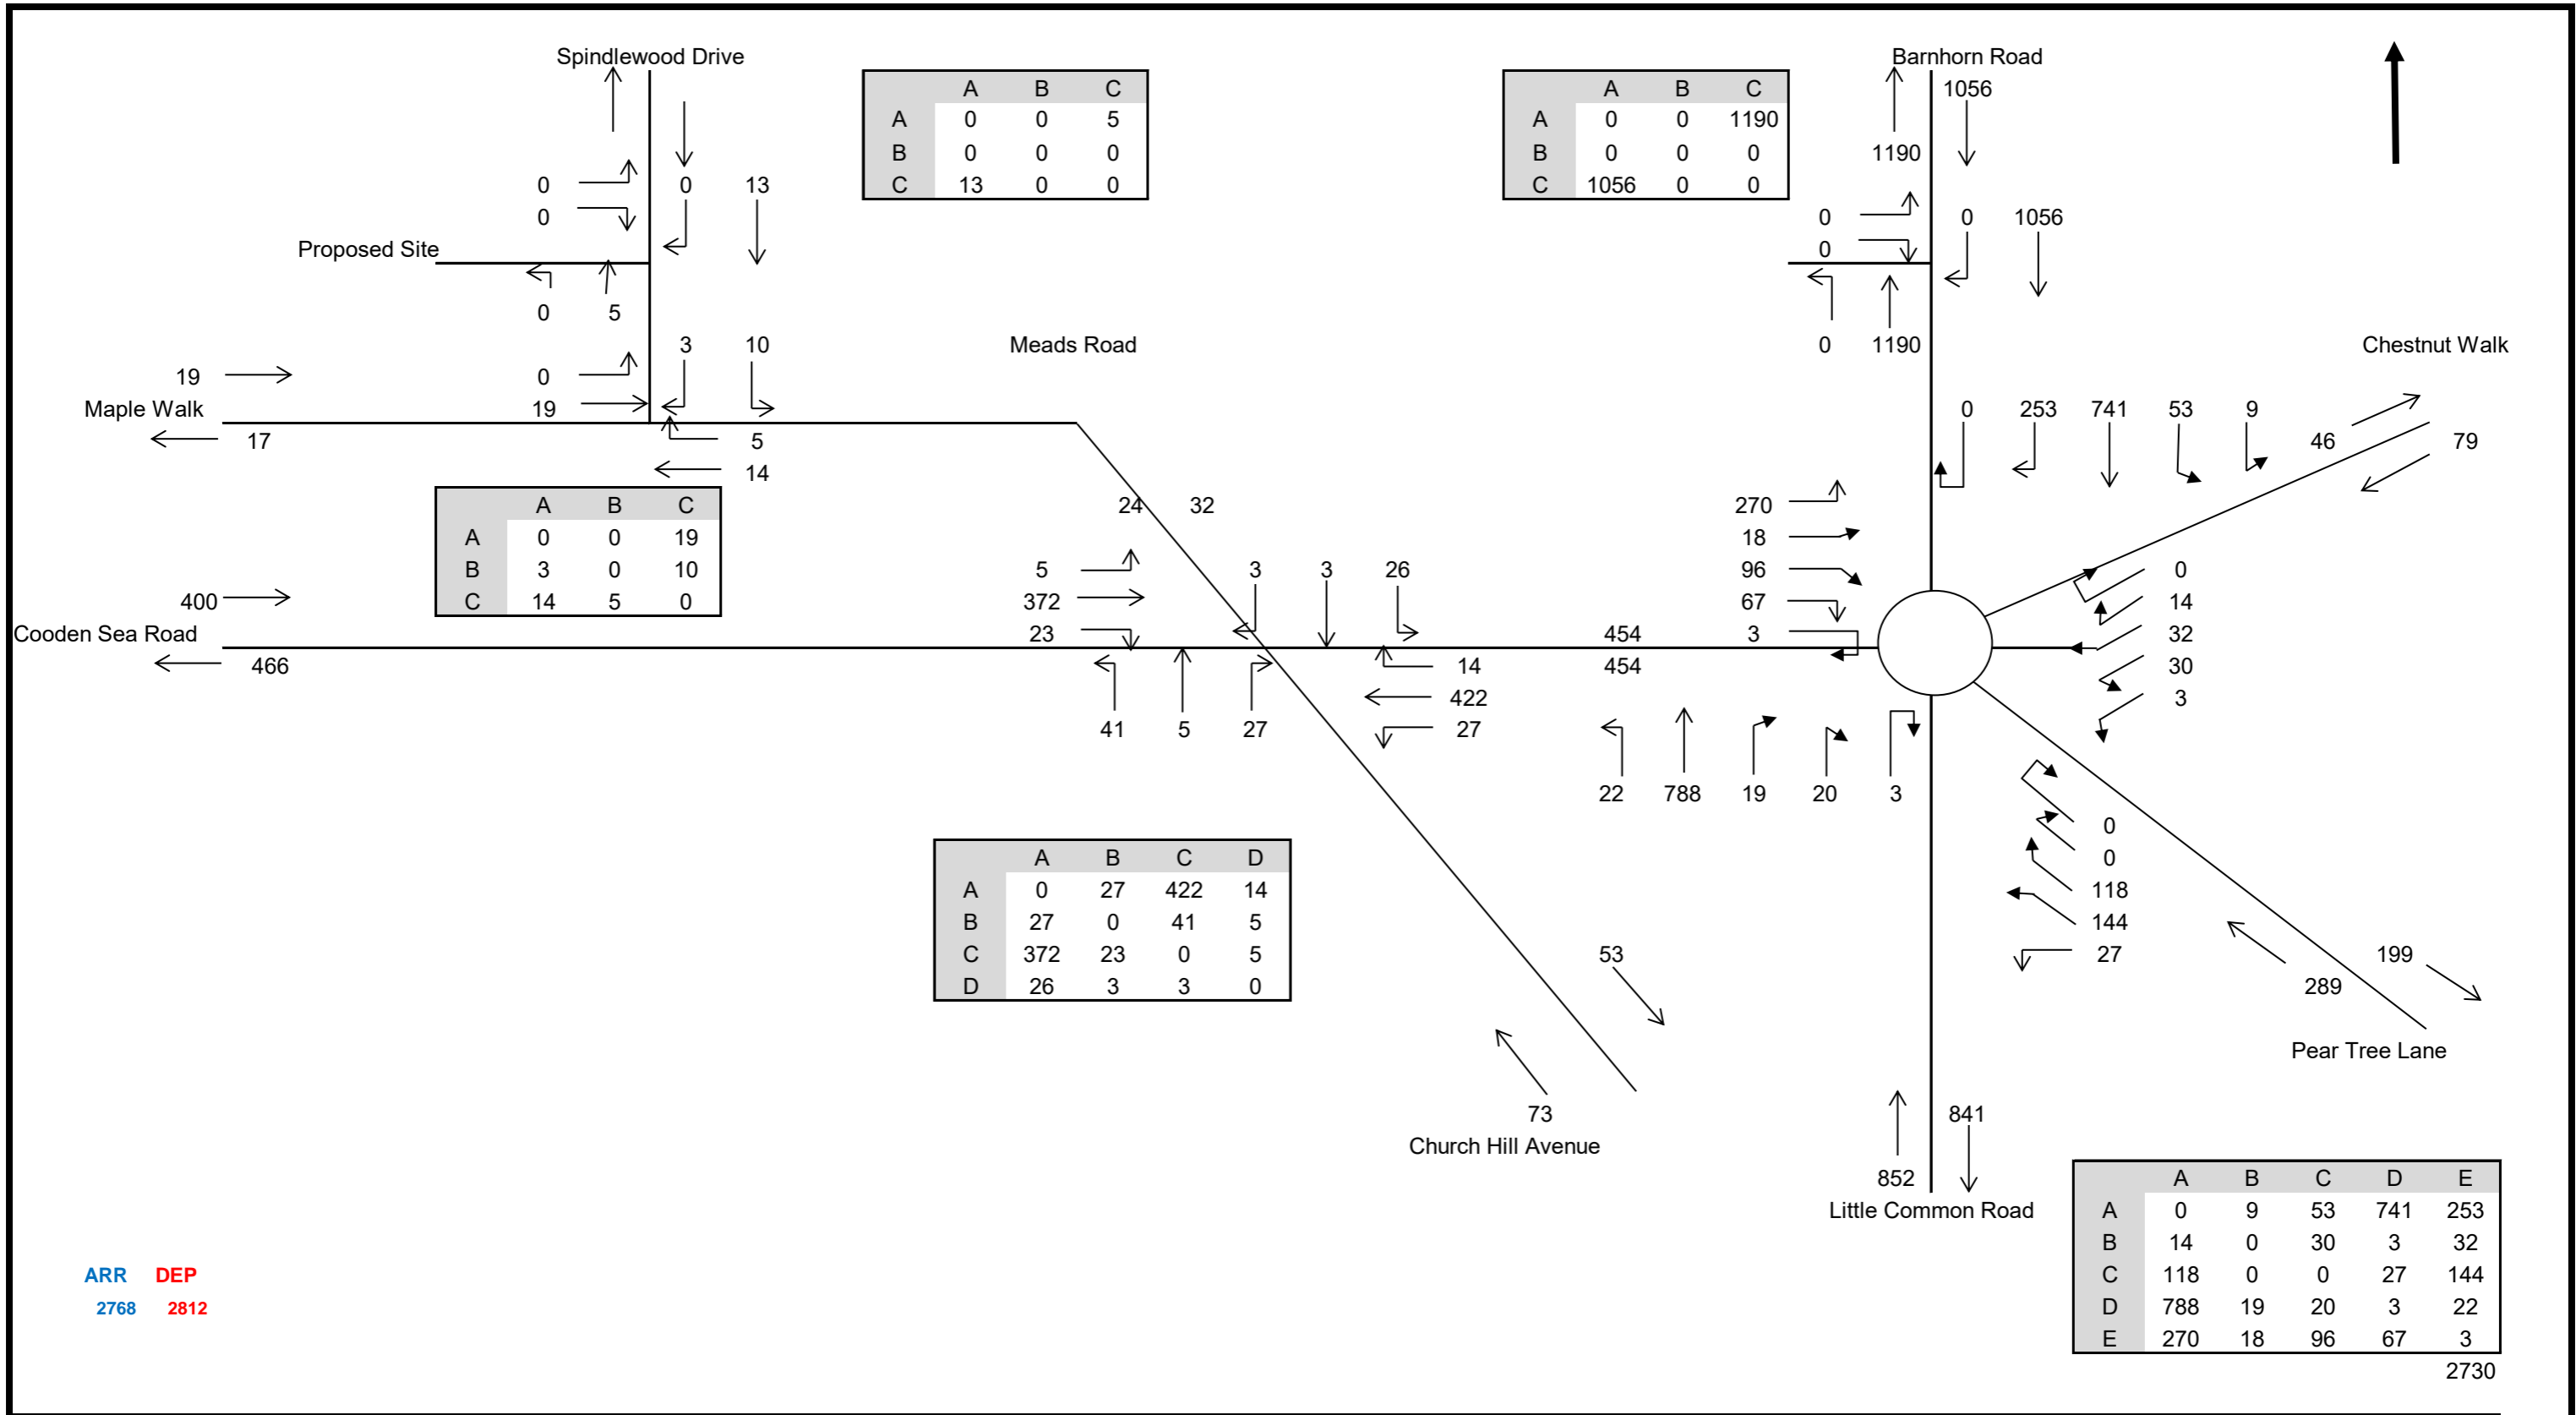 Spindlewood Drive Barnhorn Road
A B C
A 0 0 5
B 0 0 0
C 13 0 0
A B C
A 0 0 1190
B 0 0 0
C 1056 0 0
1056
1190
0 0 13
0
Proposed Site
0 5
0 0 1056
0
0 1190
Meads Road
Chestnut Walk
3 10
19 0
Maple Walk 19
17 5
14
0 253 741 53 9
46 79
A B C
A 0 0 19
B 3 0 10
C 14 5 0
24 32
270
18
96
67
3
5 3 3 26
372
23
400
Cooden Sea Road
466
454
454
14
422
27
41 5 27
0
14
32
30
3
22 788 19 20 3
0
0
118
144
27
A B C D
A 0 27 422 14
B 27 0 41 5
C 372 23 0 5
D 26 3 3 0
53
199
289
Pear Tree Lane
73
Church Hill Avenue
841
852
Little Common Road
A B C D E
A 0 9 53 741 253
B 14 0 30 3 32
C 118 0 0 27 144
D 788 19 20 3 22
E 270 18 96 67 3
2730
ARR DEP
2768 2812